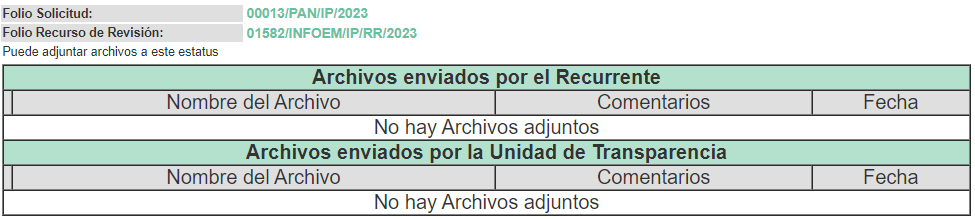 Folio Solicitud: 00013/PAN/IP/2023
Folio Recurso de Revisión: 01582/INFOEM/IP/RR/2023
Puede adjuntar archivos a este estatus
Archivos enviados por el Recurrente
Nombre del Archivo Comentarios Fecha
No hay Archivos adjuntos
Archivos enviados por la Unidad de Transparencia
Nombre del Archivo Comentarios Fecha
No hay Archivos adjuntos